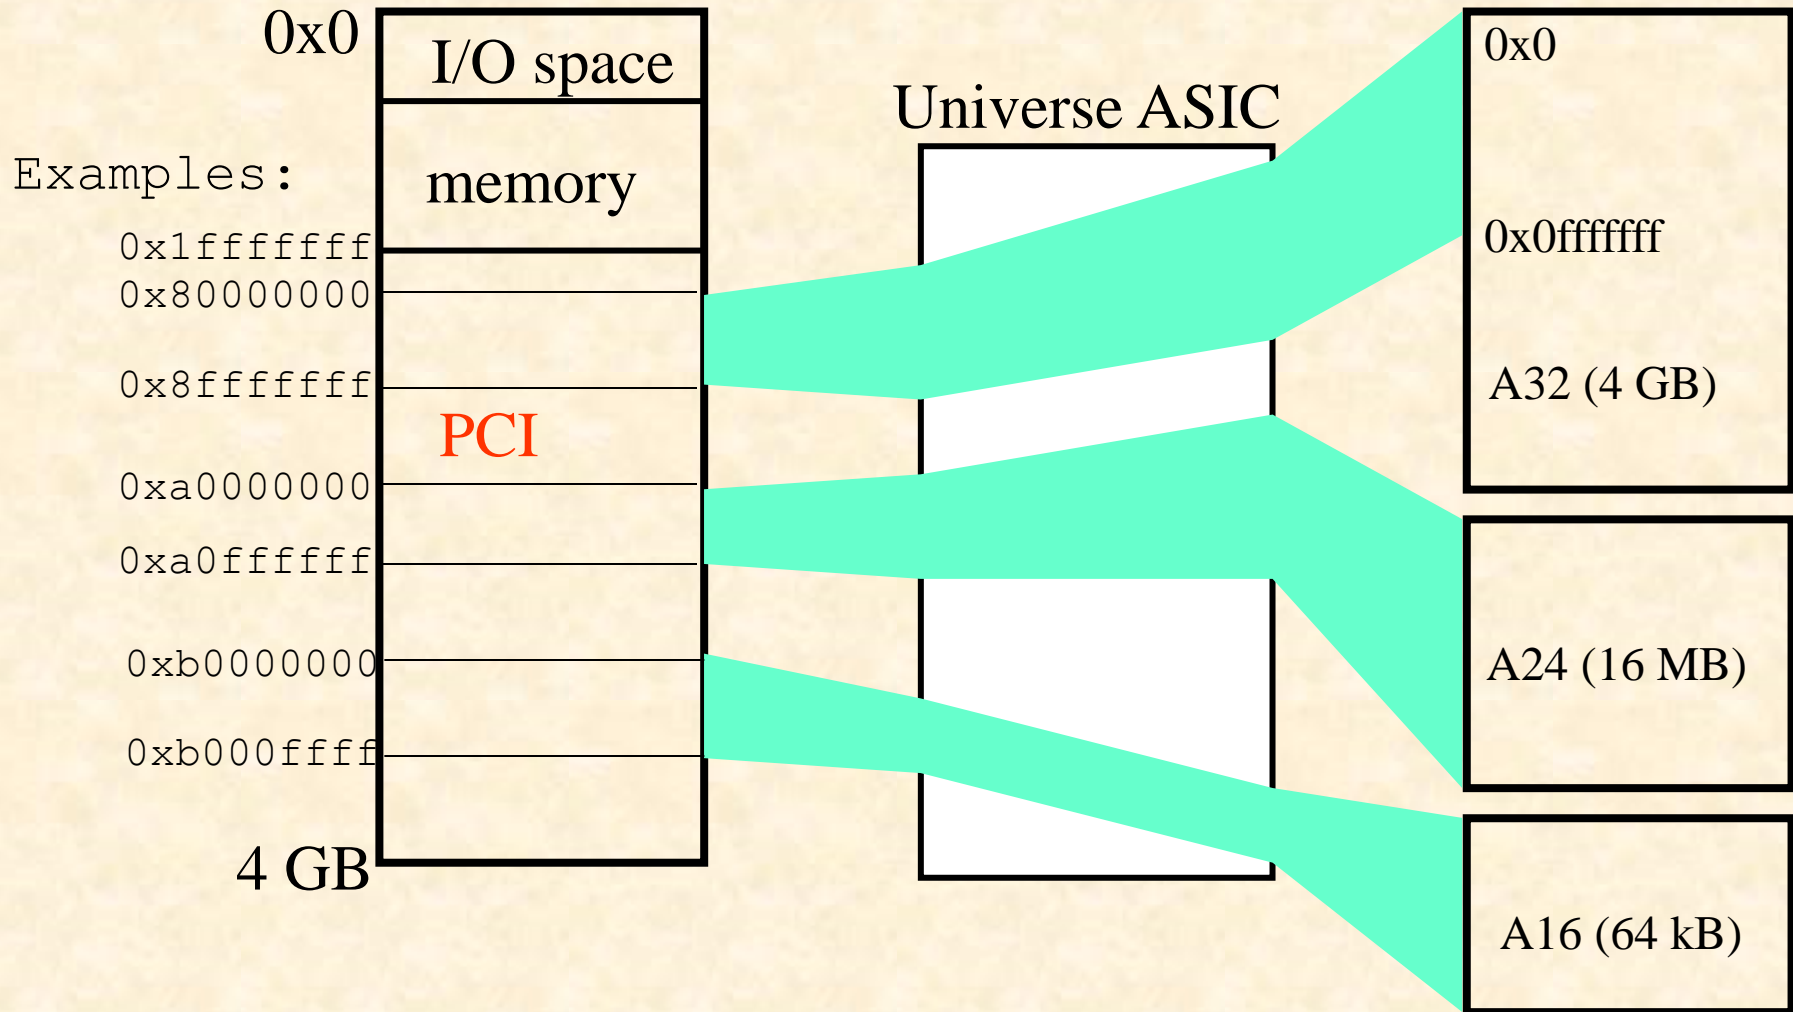 0x0
I/O space
memory
Examples:
0x1fffffff
0x80000000
0x8fffffff
PCI
0xa0000000
0xa0ffffff
0xb0000000
0xb000ffff
4 GB
Universe ASIC
0x0
0x0fffffff
A32 (4 GB)
A24 (16 MB)
A16 (64 kB)